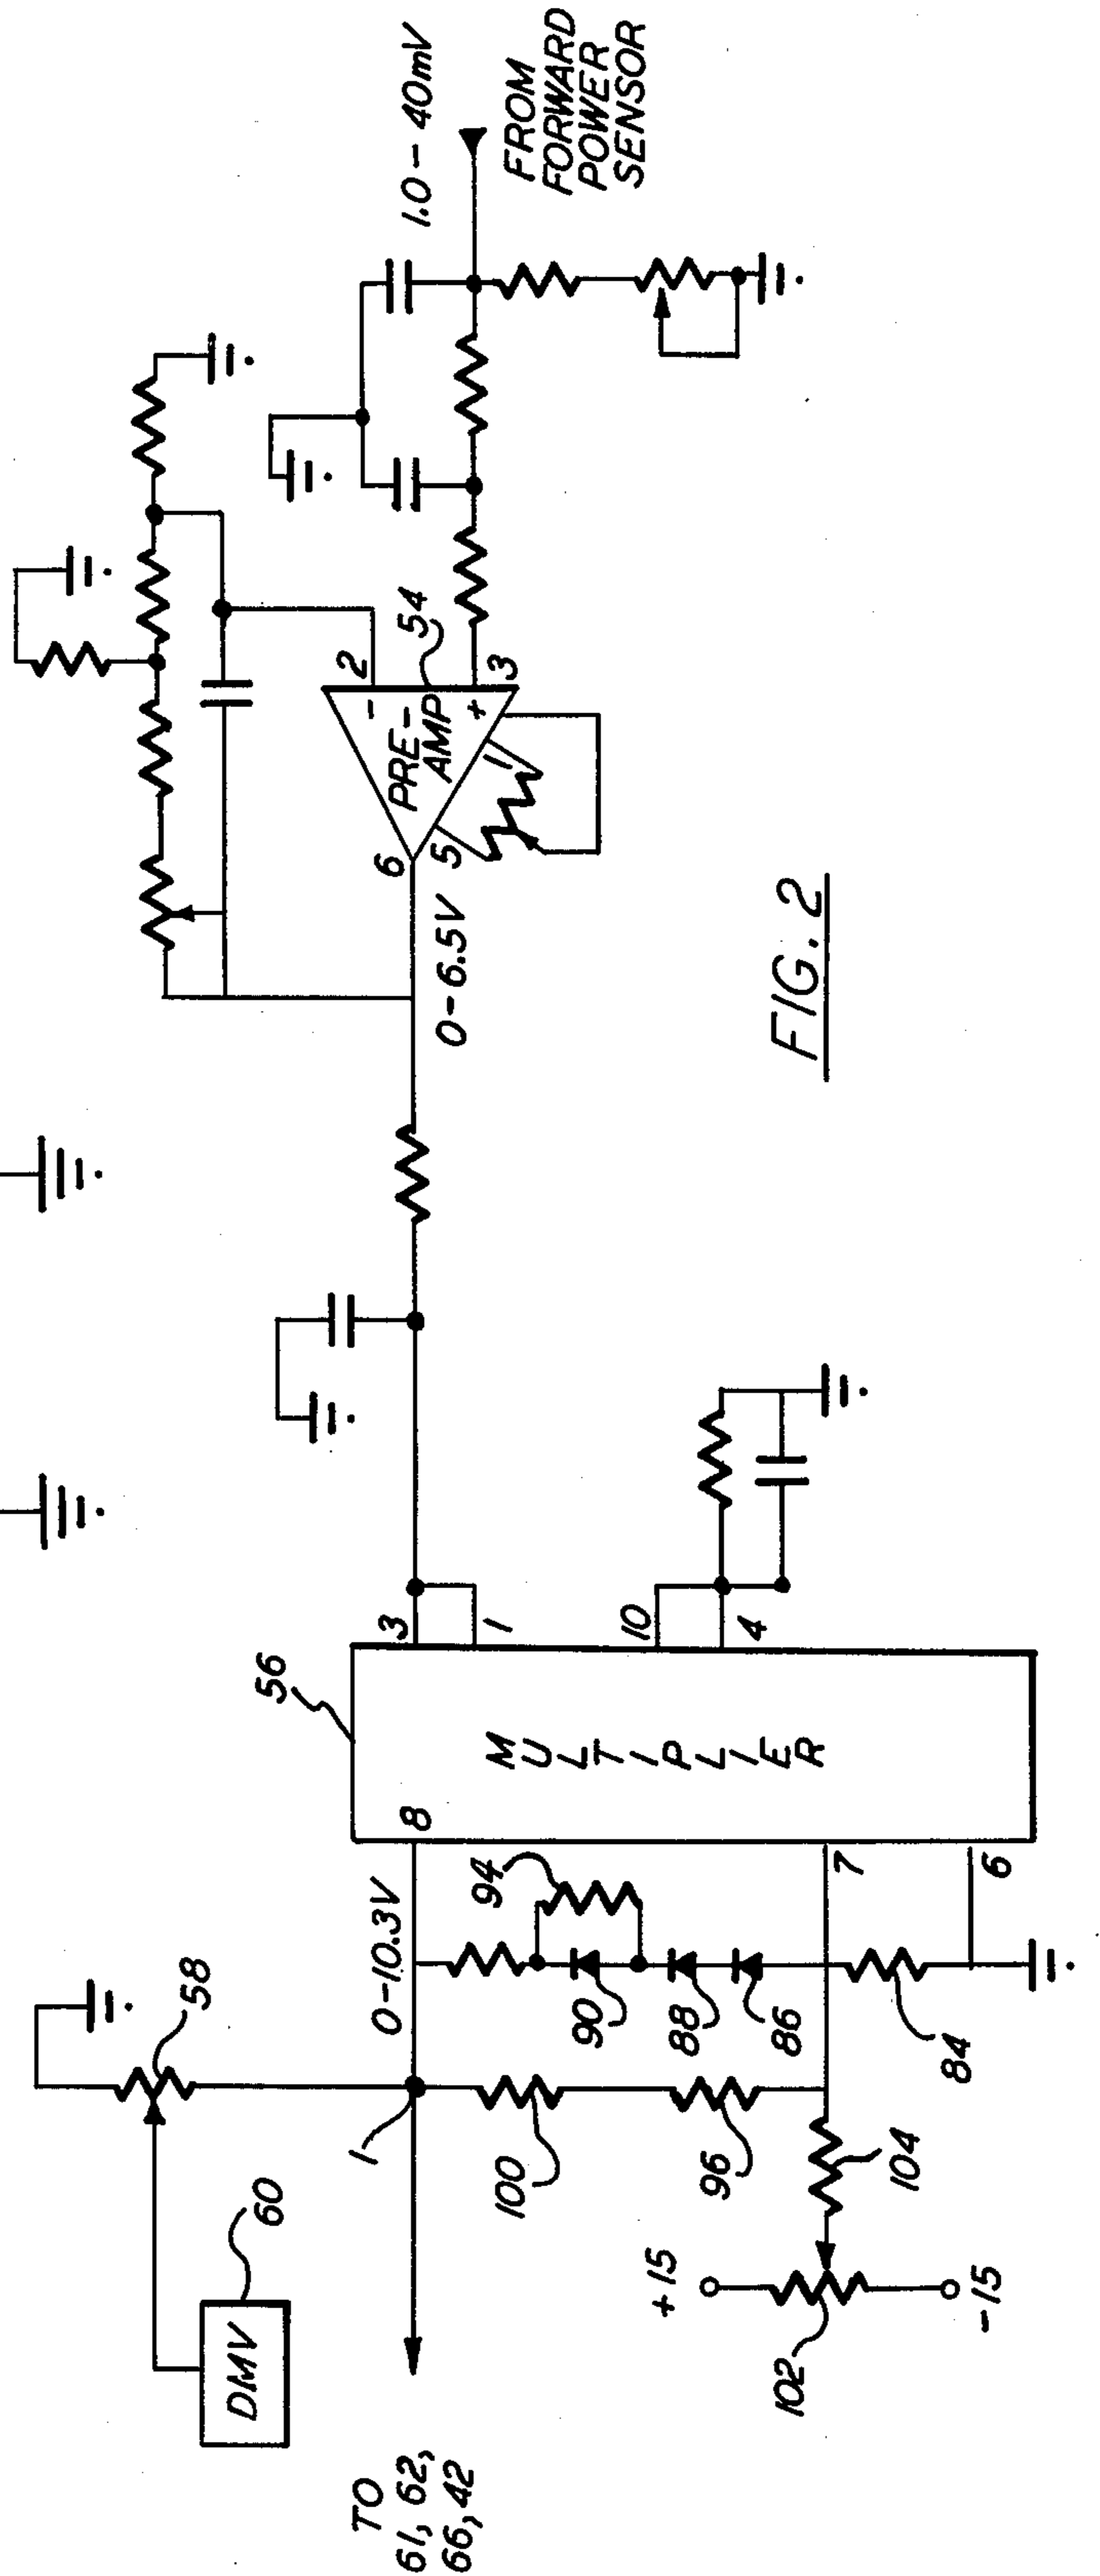 1.0 - 40mV
FROM
FORWARD
POWER
SENSOR
2
54
3
-
+
PRE-
AMP
1
5
6
0-6.5V
56
3
1
10
4
MULTIPLIER
8
7
6
0-10.3V
94
90
88
86
84
58
1
100
96
104
60
DMV
+15
-15
102
TO
61, 62,
66, 42
FIG. 2